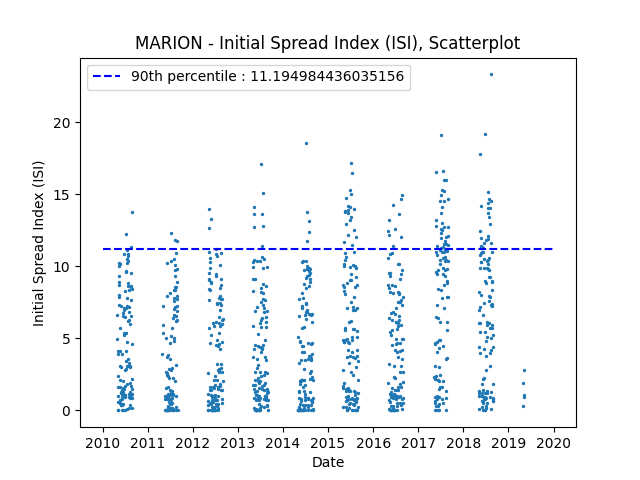 MARION - Initial Spread Index (ISI), Scatterplot
90th percentile : 11.194984436035156
Initial Spread Index (ISI)
20
15
10
5
0
2010 2011 2012 2013 2014 2015 2016 2017 2018 2019 2020
Date